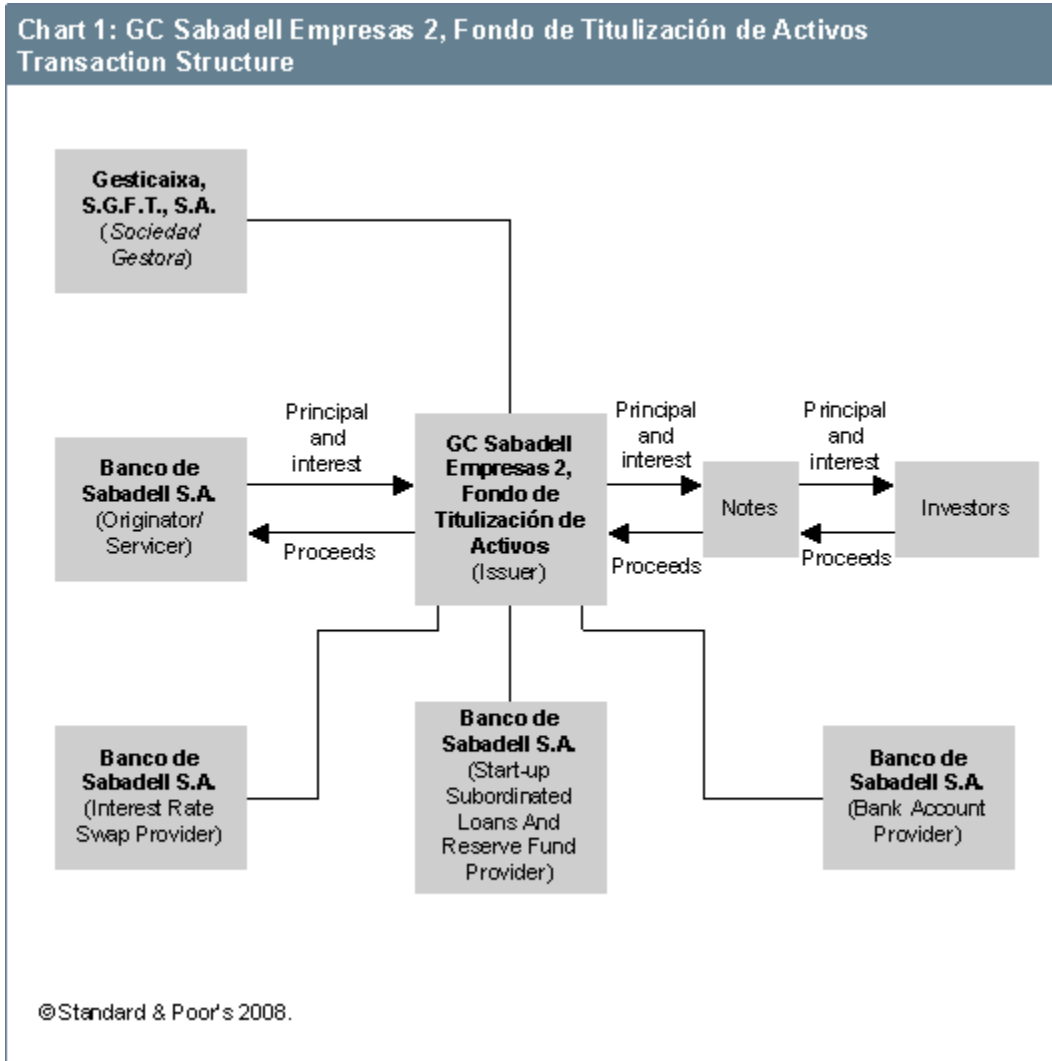 Chart 1: GC Sabadell Empresas 2, Fondo de Titulización de Activos
Transaction Structure
Gesticaixa,
S.G.F.T., S.A.
(Sociedad
Gestora)
Principal
and
interest
Principal
and
interest
Principal
and
interest
Banco de
Sabadell S.A.
(Originator/
Servicer)
GC Sabadell
Empresas 2,
Fondo de
Titulización de
Activos
(Issuer)
Notes
Investors
Proceeds
Proceeds
Proceeds
Banco de
Sabadell S.A.
(Interest Rate
Swap Provider)
Banco de
Sabadell S.A.
(Start-up
Subordinated
Loans And
Reserve Fund
Provider)
Banco de
Sabadell S.A.
(Bank Account
Provider)
©Standard & Poor's 2008.